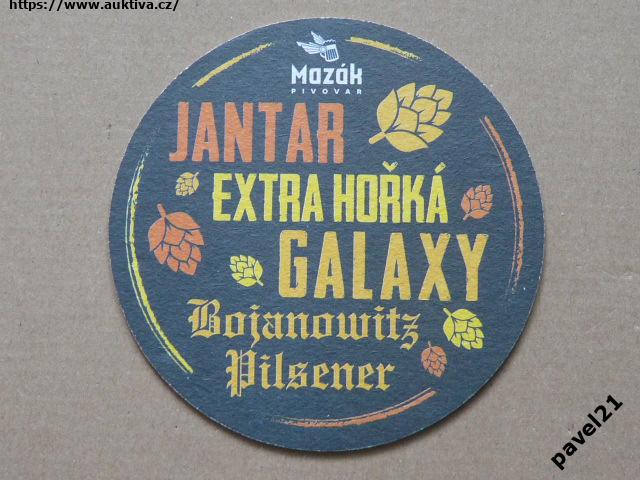 https://www.auktiva.cz/
Mazák
PIVOVAR
JANTAR
EXTRA HOŘKÁ
GALAXY
Bojanowitz
Pilsener
pavel21